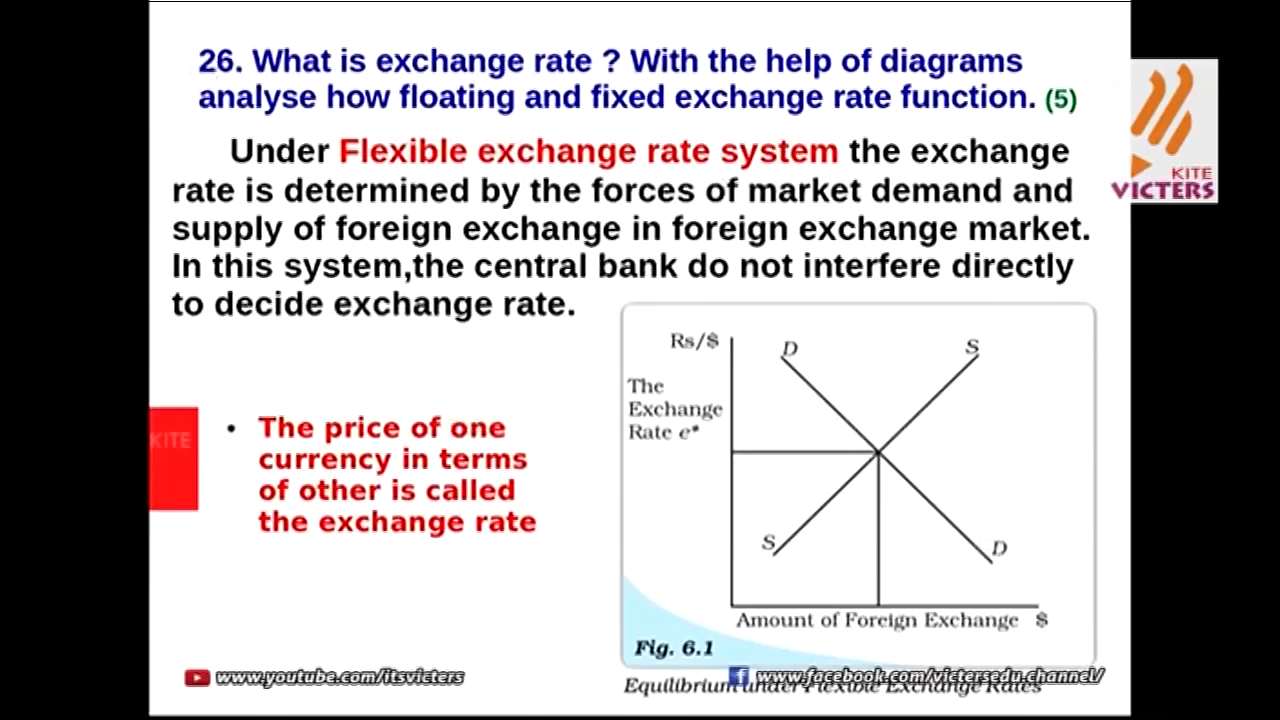 26. What is exchange rate ? With the help of diagrams
analyse how floating and fixed exchange rate function. (5)
KITE
VICTERS
Under Flexible exchange rate system the exchange
rate is determined by the forces of market demand and
supply of foreign exchange in foreign exchange market.
In this system,the central bank do not interfere directly
to decide exchange rate.
KITE
• The price of one
currency in terms
of other is called
the exchange rate
Rs/$
The
Exchange
Rate e*
D
S
S
D
Amount of Foreign Exchange $
Fig. 6.1
Equilibrium under Flexible Exchange Rates
www.youtube.com/itsvicters
www.facebook.com/victersedu.channel/